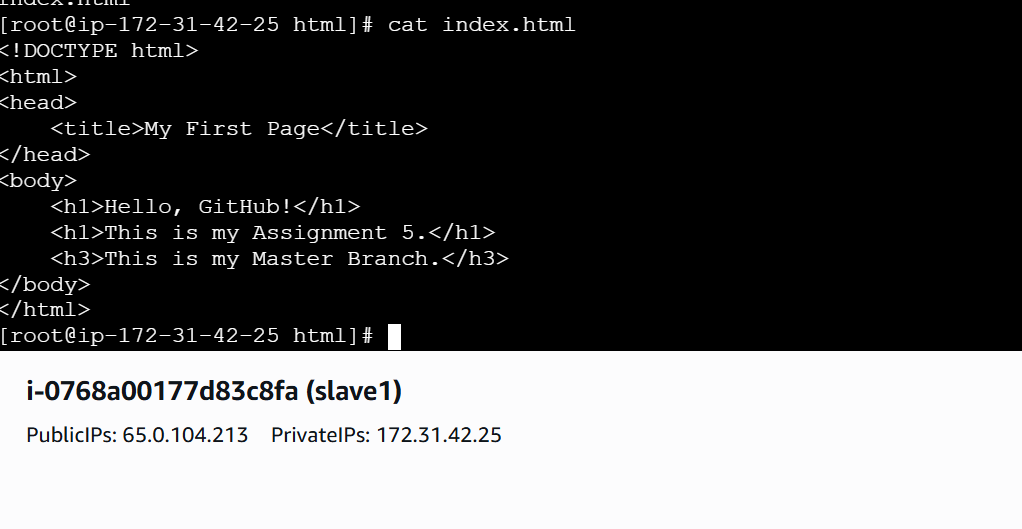 index.html
[root@ip-172-31-42-25 html]# cat index.html
<!DOCTYPE html>
<html>
<head>
    <title>My First Page</title>
</head>
<body>
    <h1>Hello, GitHub!</h1>
    <h1>This is my Assignment 5.</h1>
    <h3>This is my Master Branch.</h3>
</body>
</html>
[root@ip-172-31-42-25 html]#
i-0768a00177d83c8fa (slave1)
PublicIPs: 65.0.104.213    PrivateIPs: 172.31.42.25